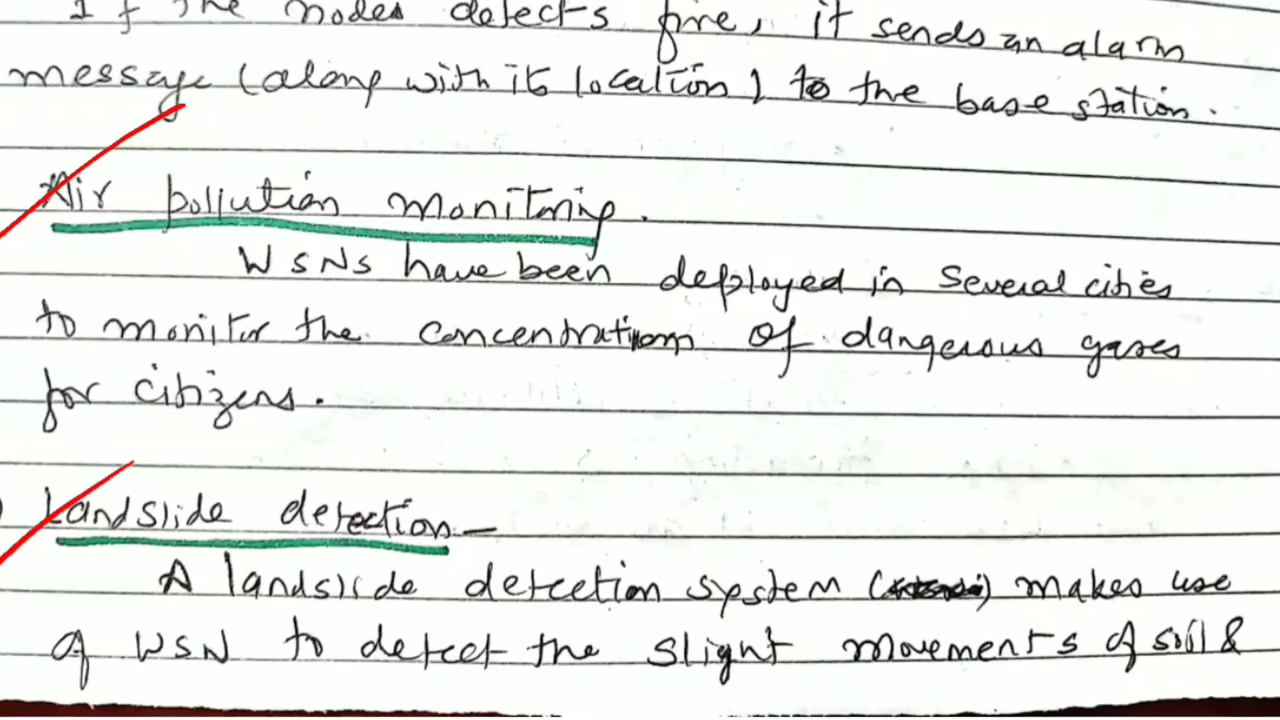 If the nodes detects fire, it sends an alarm
message (along with its location) to the base station.
Air pollution monitoring.
WSNs have been deployed in several cities
to monitor the concentrations of dangerous gases
for citizens.
) Landslide detection -
A landslide detection system () makes use
of WSN to detect the slight movements of soil &